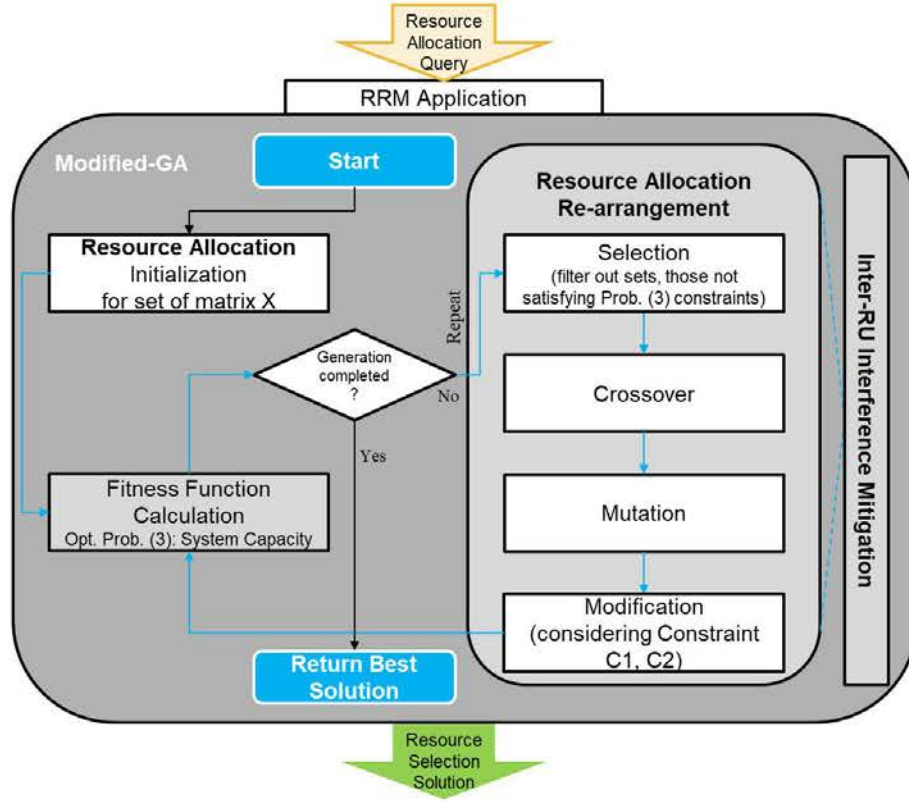 Resource
Allocation
Query
RRM Application
Modified-GA
Start
Resource Allocation
Initialization
for set of matrix X
Generation
completed
?
No
Repeat
Yes
Fitness Function
Calculation
Opt. Prob. (3): System Capacity
Return Best
Solution
Resource Allocation
Re-arrangement
Selection
(filter out sets, those not
satisfying Prob. (3) constraints)
Crossover
Mutation
Modification
(considering Constraint
C1, C2)
Inter-RU Interference Mitigation
Resource
Selection
Solution